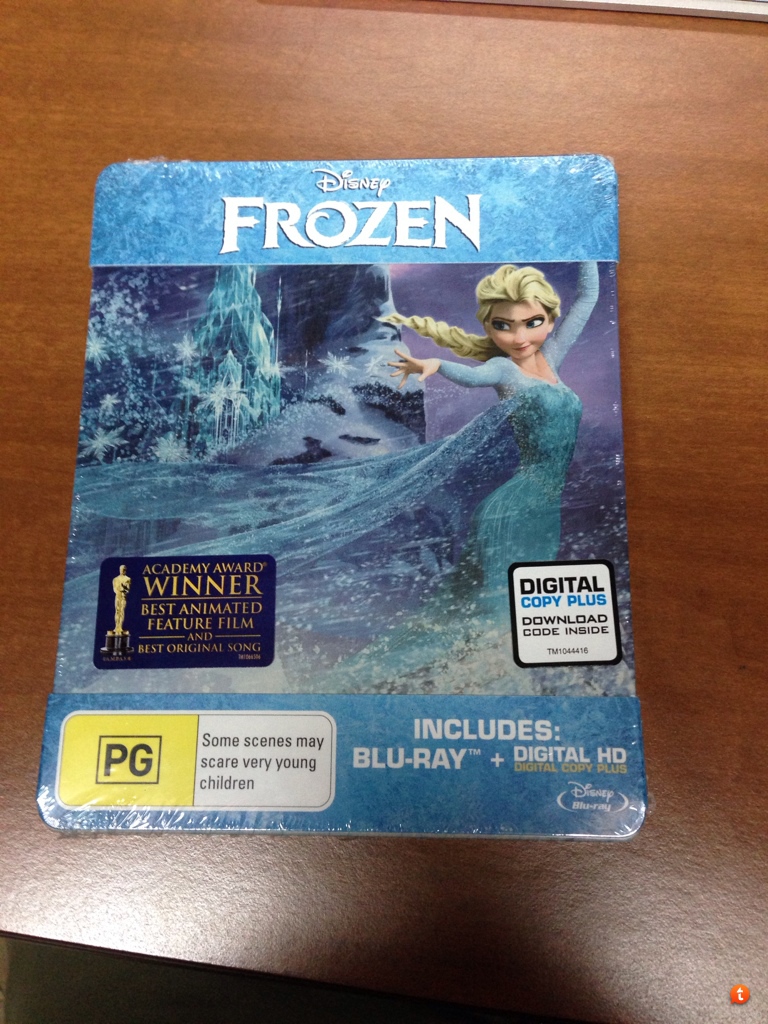 Disney
FROZEN
ACADEMY AWARD®
WINNER
BEST ANIMATED
FEATURE FILM
AND
BEST ORIGINAL SONG
DIGITAL
COPY PLUS
DOWNLOAD
CODE INSIDE
TM1044416
PG
Some scenes may
scare very young
children
INCLUDES:
BLU-RAY™ + DIGITAL HD
DIGITAL COPY PLUS
Disney
Blu-ray
t